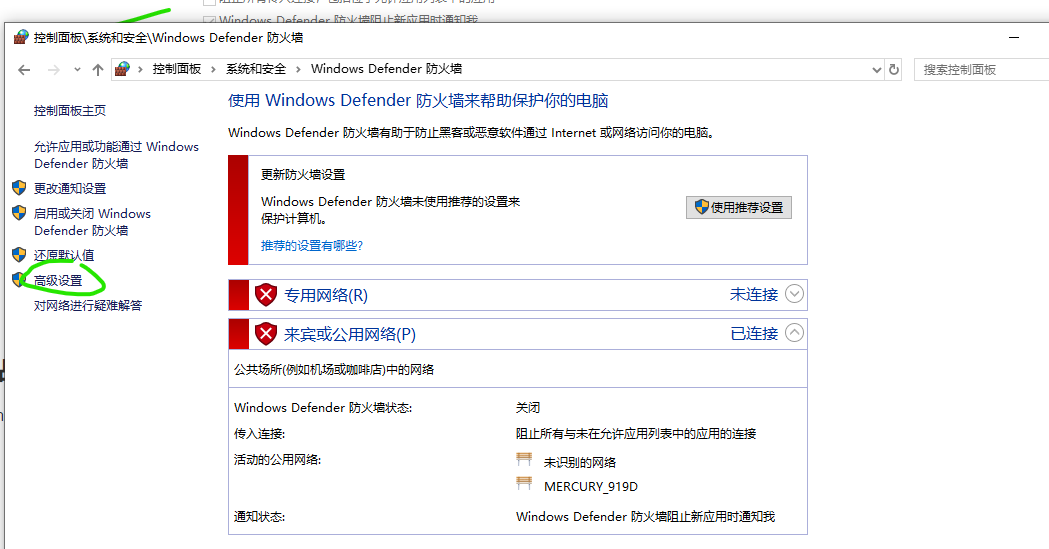 Windows Defender 防火墙阻止新应用时通知我
控制面板\系统和安全\Windows Defender 防火墙
控制面板 > 系统和安全 > Windows Defender 防火墙
搜索控制面板
控制面板主页
允许应用或功能通过 Windows
Defender 防火墙
更改通知设置
启用或关闭 Windows
Defender 防火墙
还原默认值
高级设置
对网络进行疑难解答
使用 Windows Defender 防火墙来帮助保护你的电脑
Windows Defender 防火墙有助于防止黑客或恶意软件通过 Internet 或网络访问你的电脑。
更新防火墙设置
Windows Defender 防火墙未使用推荐的设置来
保护计算机。
使用推荐设置
推荐的设置有哪些?
专用网络(R) 未连接
来宾或公用网络(P) 已连接
公共场所(例如机场或咖啡店)中的网络
Windows Defender 防火墙状态: 关闭
传入连接: 阻止所有与未在允许应用列表中的应用的连接
活动的公用网络: 未识别的网络
MERCURY_919D
通知状态: Windows Defender 防火墙阻止新应用时通知我